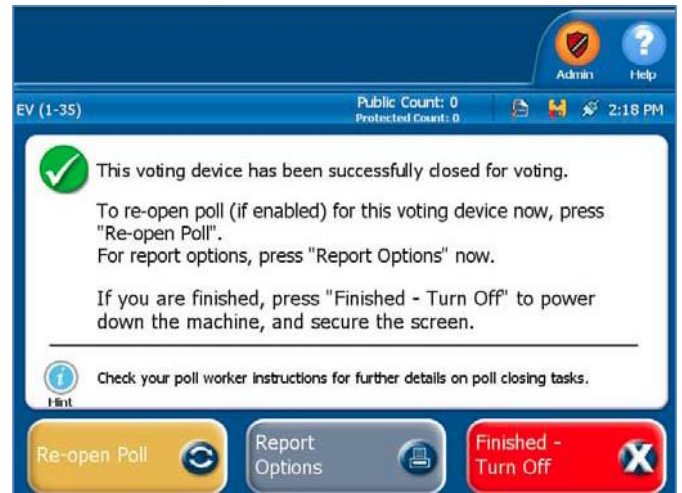 Admin
Help
EV (1-35)
Public Count: 0
Protected Count: 0
2:18 PM
This voting device has been successfully closed for voting.
To re-open poll (if enabled) for this voting device now, press
"Re-open Poll".
For report options, press "Report Options" now.
If you are finished, press "Finished - Turn Off" to power
down the machine, and secure the screen.
Hint
Check your poll worker instructions for further details on poll closing tasks.
Re-open Poll
Report
Options
Finished -
Turn Off